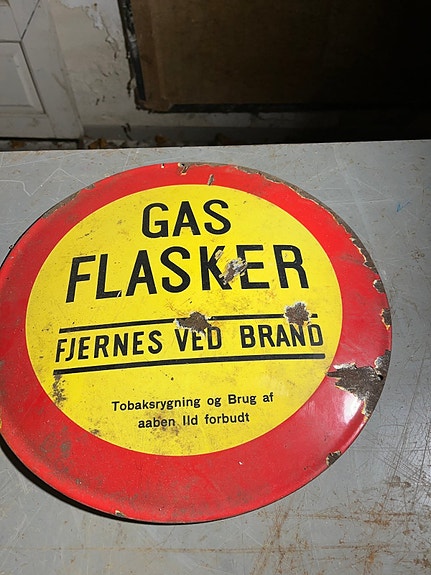 GAS
FLASKER
FJERNES VED BRAND
Tobaksrygning og Brug af
aaben Ild forbudt